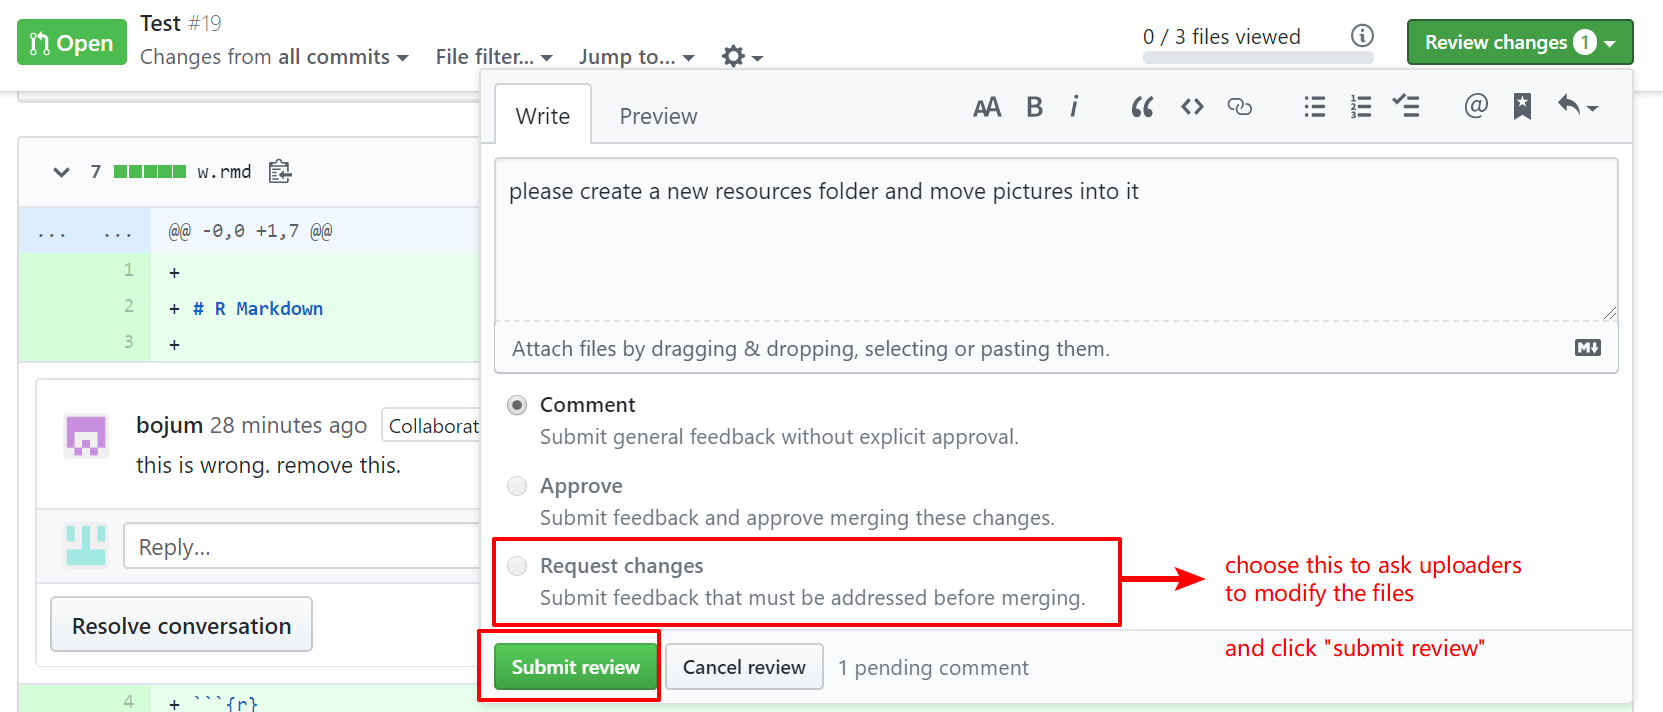 Open
Test #19
Changes from all commits
File filter...
Jump to...
0 / 3 files viewed
Review changes 1
Write
Preview
AA B i
@
please create a new resources folder and move pictures into it
Attach files by dragging & dropping, selecting or pasting them.
M
Comment
Submit general feedback without explicit approval.
Approve
Submit feedback and approve merging these changes.
Request changes
Submit feedback that must be addressed before merging.
choose this to ask uploaders
to modify the files
and click "submit review"
Submit review
Cancel review
1 pending comment
7 w.rmd
... ... @@ -0,0 +1,7 @@
1 +
2 + # R Markdown
3 +
bojum 28 minutes ago Collaborat
this is wrong. remove this.
Reply...
Resolve conversation
4 + ```{r}